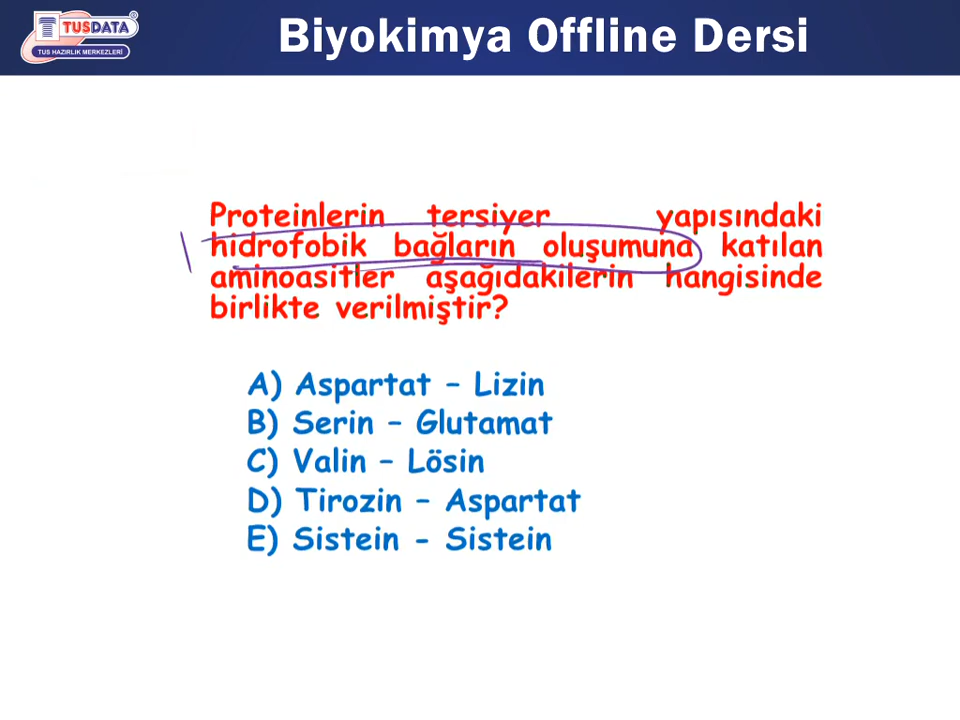 TUSDATA
TUS HAZIRLIK MERKEZLERİ
Biyokimya Offline Dersi
Proteinlerin tersiyer yapısındaki
hidrofobik bağların oluşumuna katılan
aminoasitler aşağıdakilerin hangisinde
birlikte verilmiştir?
A) Aspartat – Lizin
B) Serin – Glutamat
C) Valin – Lösin
D) Tirozin – Aspartat
E) Sistein - Sistein